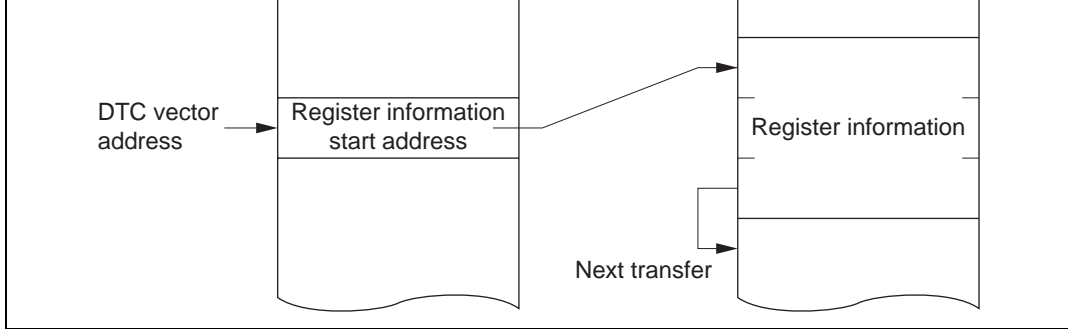 DTC vector
address
Register information
start address
Register information
Next transfer